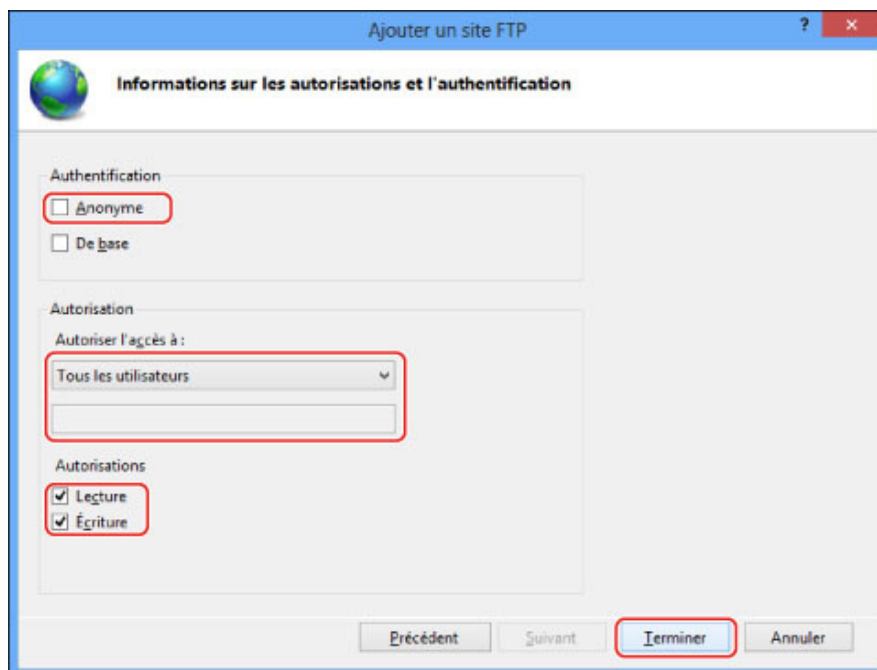 Ajouter un site FTP
?
Informations sur les autorisations et l'authentification
Authentification
Anonyme
De base
Autorisation
Autoriser l'accès à :
Tous les utilisateurs
Autorisations
Lecture
Écriture
Précédent Suivant Terminer Annuler